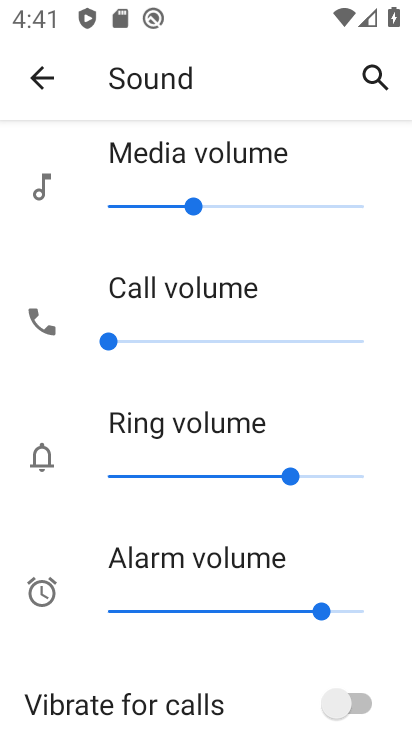 4:41
Sound
Media volume
Call volume
Ring volume
Alarm volume
Vibrate for calls